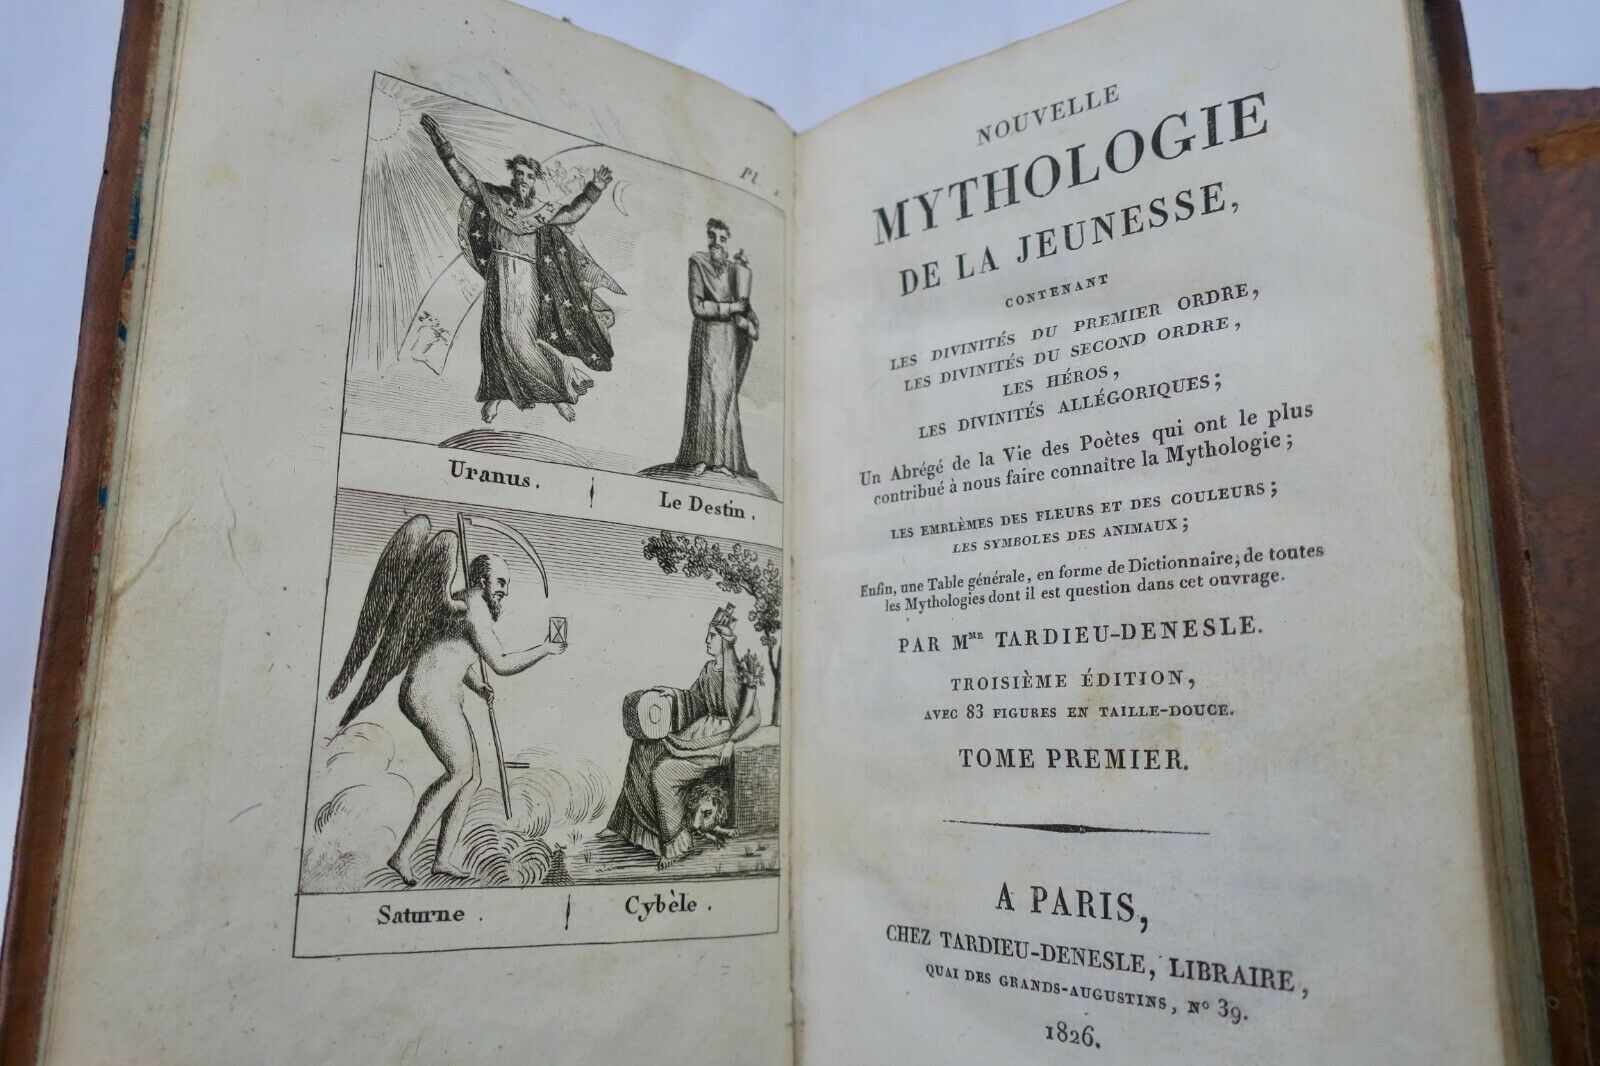 Pl. 1.
Uranus.
Le Destin.
Saturne.
Cybèle.
NOUVELLE
MYTHOLOGIE
DE LA JEUNESSE,
CONTENANT
LES DIVINITÉS DU PREMIER ORDRE,
LES DIVINITÉS DU SECOND ORDRE,
LES HÉROS,
LES DIVINITÉS ALLÉGORIQUES;
Un Abrégé de la Vie des Poètes qui ont le plus
contribué à nous faire connaître la Mythologie;
LES EMBLÈMES DES FLEURS ET DES COULEURS;
LES SYMBOLES DES ANIMAUX;
Enfin, une Table générale, en forme de Dictionnaire, de toutes
les Mythologies dont il est question dans cet ouvrage.
PAR MME TARDIEU-DENESLE.
TROISIÈME ÉDITION,
AVEC 83 FIGURES EN TAILLE-DOUCE.
TOME PREMIER.
A PARIS,
CHEZ TARDIEU-DENESLE, LIBRAIRE,
QUAI DES GRANDS-AUGUSTINS, No 39.
1826.